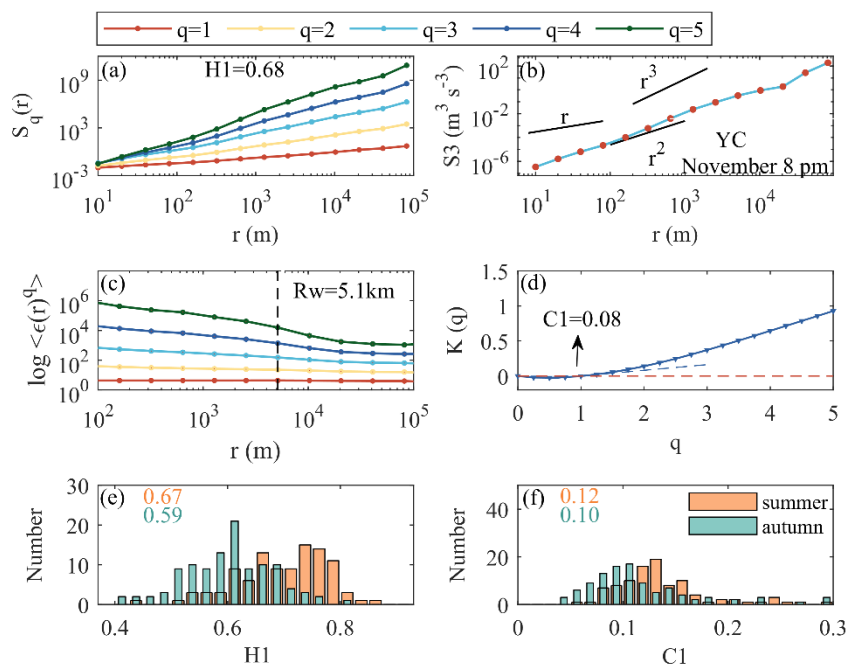 q=1 q=2 q=3 q=4 q=5
(a) H1=0.68
10^9
10^3
10^-3
S_q(r)
10^1 10^2 10^3 10^4 10^5
r (m)
(b)
10^2
10^-2
10^-6
S3 (m^3 s^-3)
r
r^3
r^2
YC
November 8 pm
10^1 10^2 10^3 10^4
r (m)
(c)
Rw=5.1km
10^6
10^4
10^2
10^0
log <ϵ(r)^q>
10^2 10^3 10^4 10^5
r (m)
(d)
C1=0.08
1.5
1
0.5
0
K (q)
0 1 2 3 4 5
q
(e) 0.67
0.59
30
20
10
0
Number
0.4 0.6 0.8
H1
(f) 0.12
0.10
summer
autumn
40
20
0
Number
0 0.1 0.2 0.3
C1